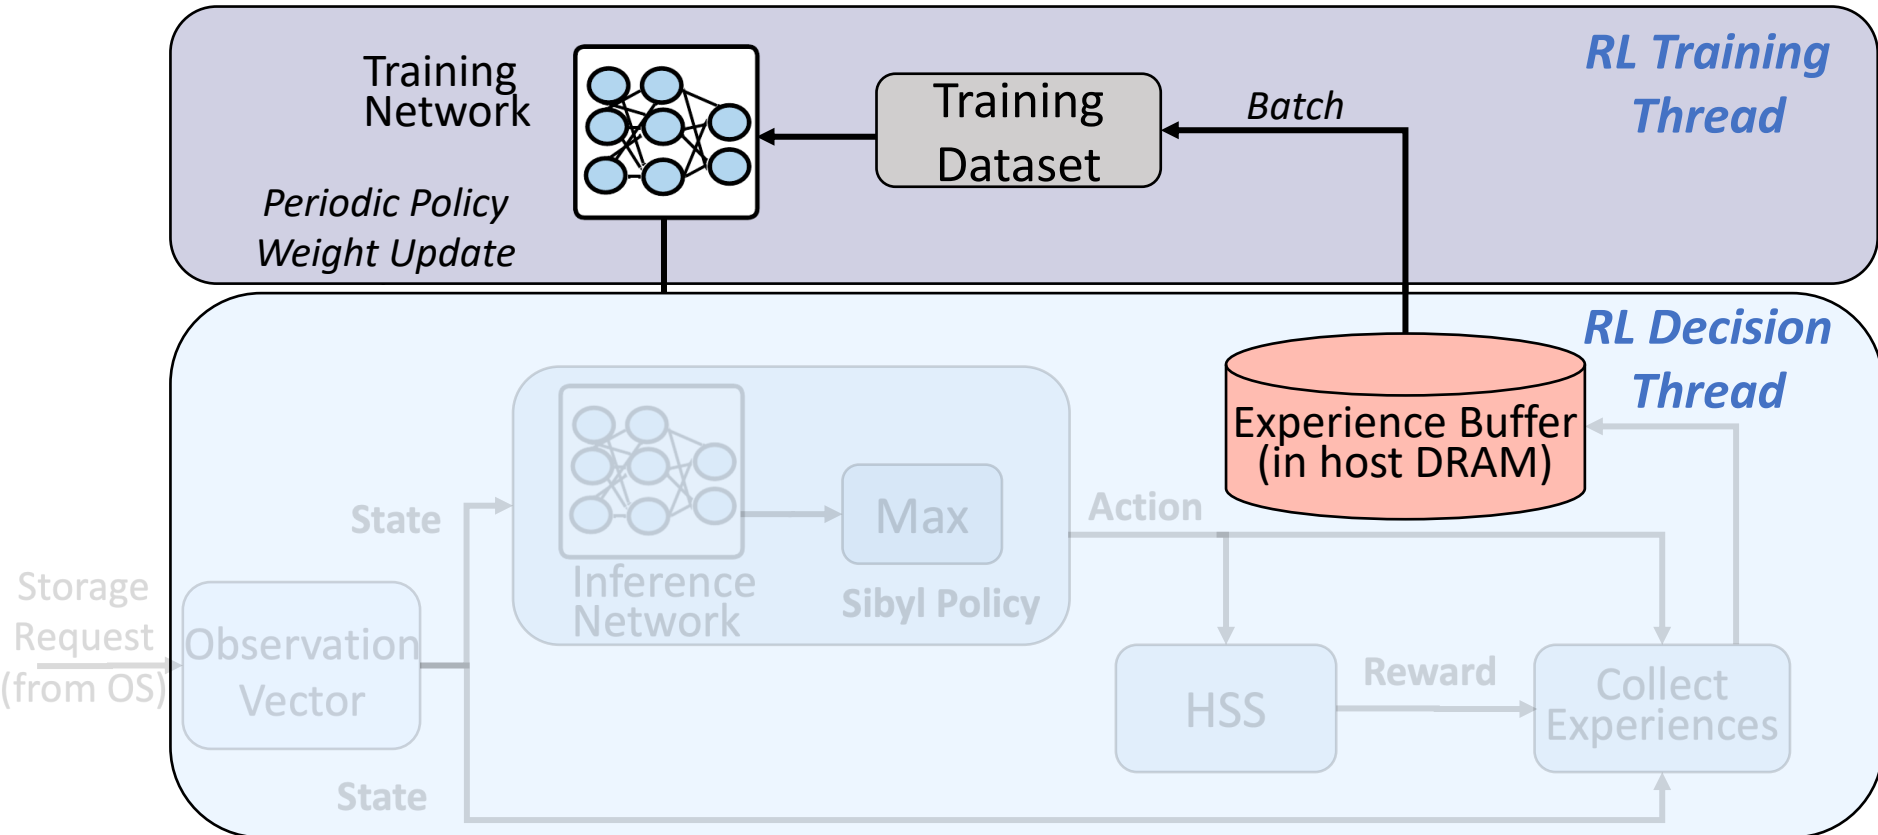 RL Training
Thread
Training
Network
Training
Dataset
Batch
Periodic Policy
Weight Update
RL Decision
Thread
Experience Buffer
(in host DRAM)
State
Max
Action
Inference
Network
Sibyl Policy
Storage
Request
(from OS)
Observation
Vector
HSS
Reward
Collect
Experiences
State